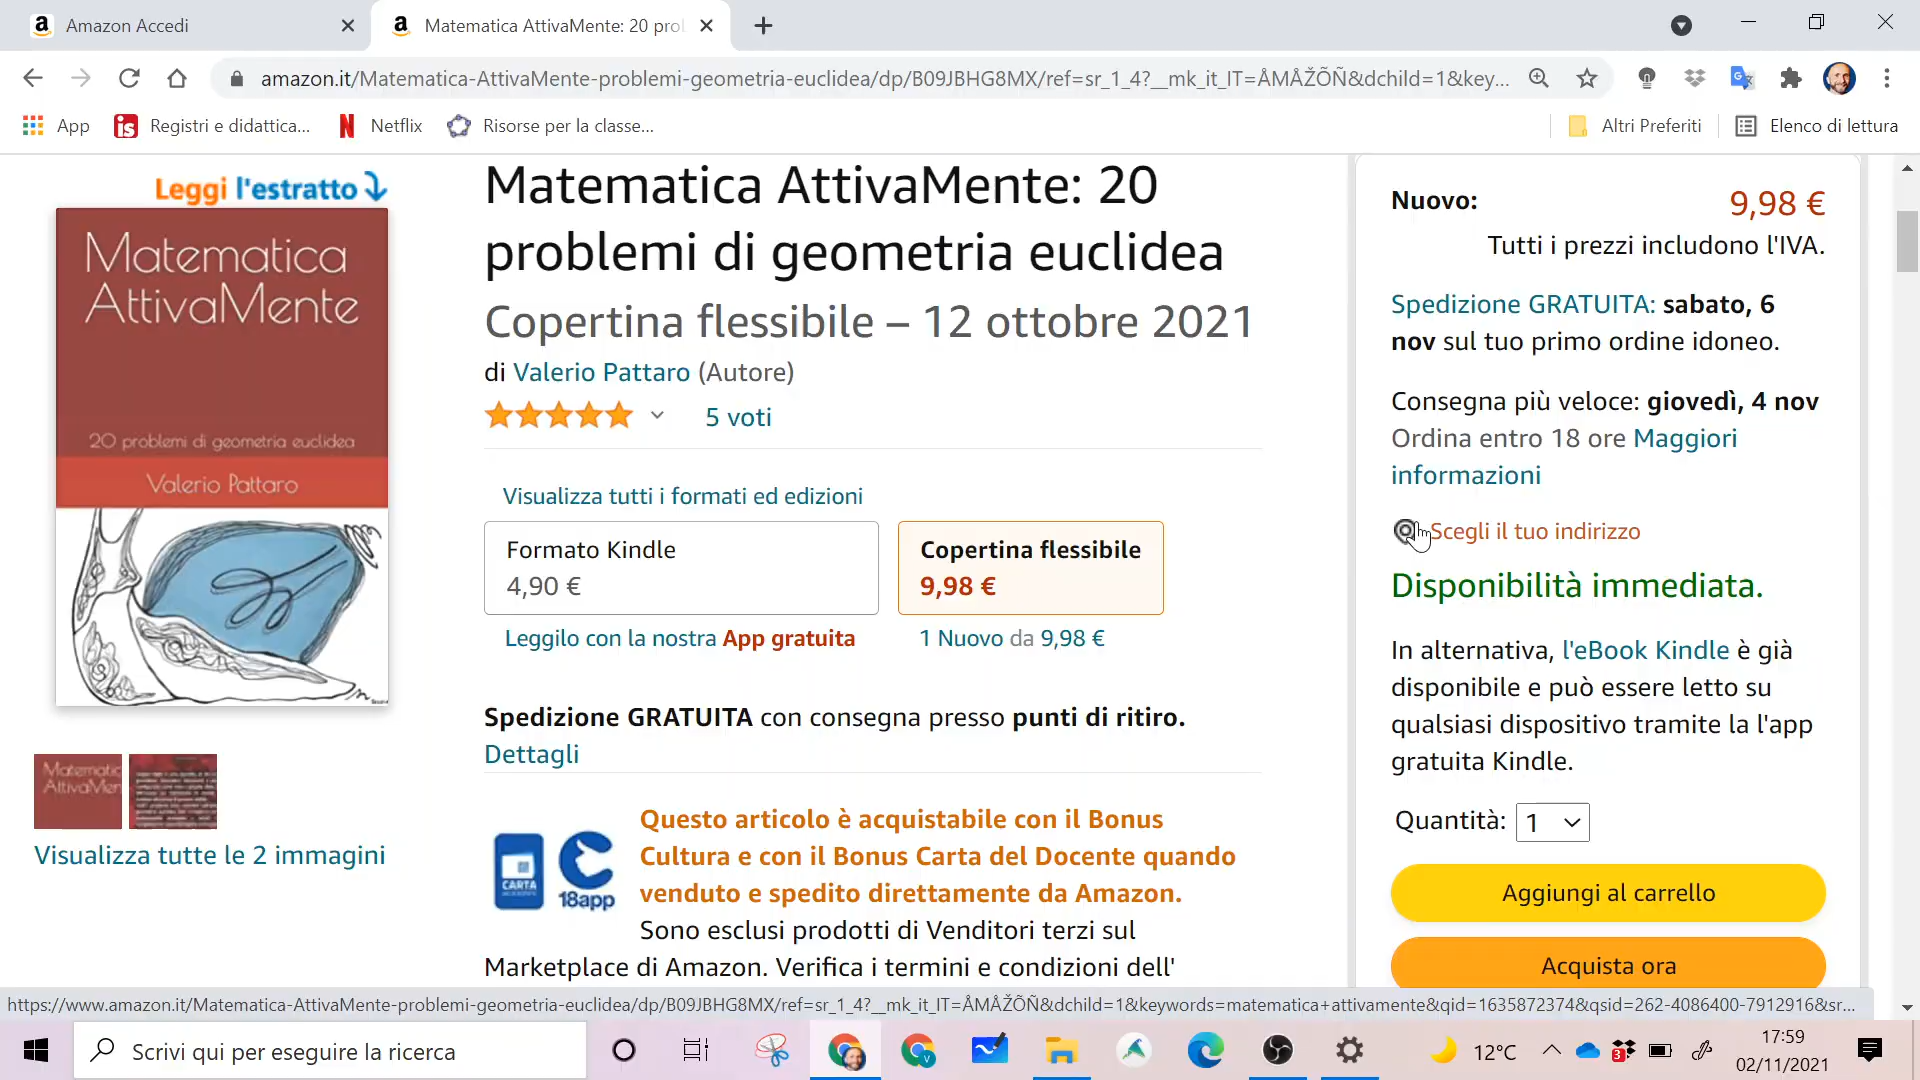 Amazon Accedi
Matematica AttivaMente: 20 prob
amazon.it/Matematica-AttivaMente-problemi-geometria-euclidea/dp/B09JBHG8MX/ref=sr_1_4?__mk_it_IT=ÅMÅŽÕÑ&dchild=1&key...
App
Registri e didattica...
Netflix
Risorse per la classe...
Altri Preferiti
Elenco di lettura
Leggi l'estratto
Matematica
AttivaMente
20 problemi di geometria euclidea
Valerio Pattaro
Matematic
AttivaMen
Visualizza tutte le 2 immagini
Matematica AttivaMente: 20
problemi di geometria euclidea
Copertina flessibile – 12 ottobre 2021
di Valerio Pattaro (Autore)
5 voti
Visualizza tutti i formati ed edizioni
Formato Kindle
4,90 €
Leggilo con la nostra App gratuita
Copertina flessibile
9,98 €
1 Nuovo da 9,98 €
Spedizione GRATUITA con consegna presso punti di ritiro.
Dettagli
CARTA
18app
Questo articolo è acquistabile con il Bonus
Cultura e con il Bonus Carta del Docente quando
venduto e spedito direttamente da Amazon.
Sono esclusi prodotti di Venditori terzi sul
Marketplace di Amazon. Verifica i termini e condizioni dell'
Nuovo: 9,98 €
Tutti i prezzi includono l'IVA.
Spedizione GRATUITA: sabato, 6
nov sul tuo primo ordine idoneo.
Consegna più veloce: giovedì, 4 nov
Ordina entro 18 ore Maggiori
informazioni
Scegli il tuo indirizzo
Disponibilità immediata.
In alternativa, l'eBook Kindle è già
disponibile e può essere letto su
qualsiasi dispositivo tramite la l'app
gratuita Kindle.
Quantità: 1
Aggiungi al carrello
Acquista ora
https://www.amazon.it/Matematica-AttivaMente-problemi-geometria-euclidea/dp/B09JBHG8MX/ref=sr_1_4?__mk_it_IT=ÅMÅŽÕÑ&dchild=1&keywords=matematica+attivamente&qid=1635872374&qsid=262-4086400-7912916&sr...
Scrivi qui per eseguire la ricerca
12°C
3
17:59
02/11/2021